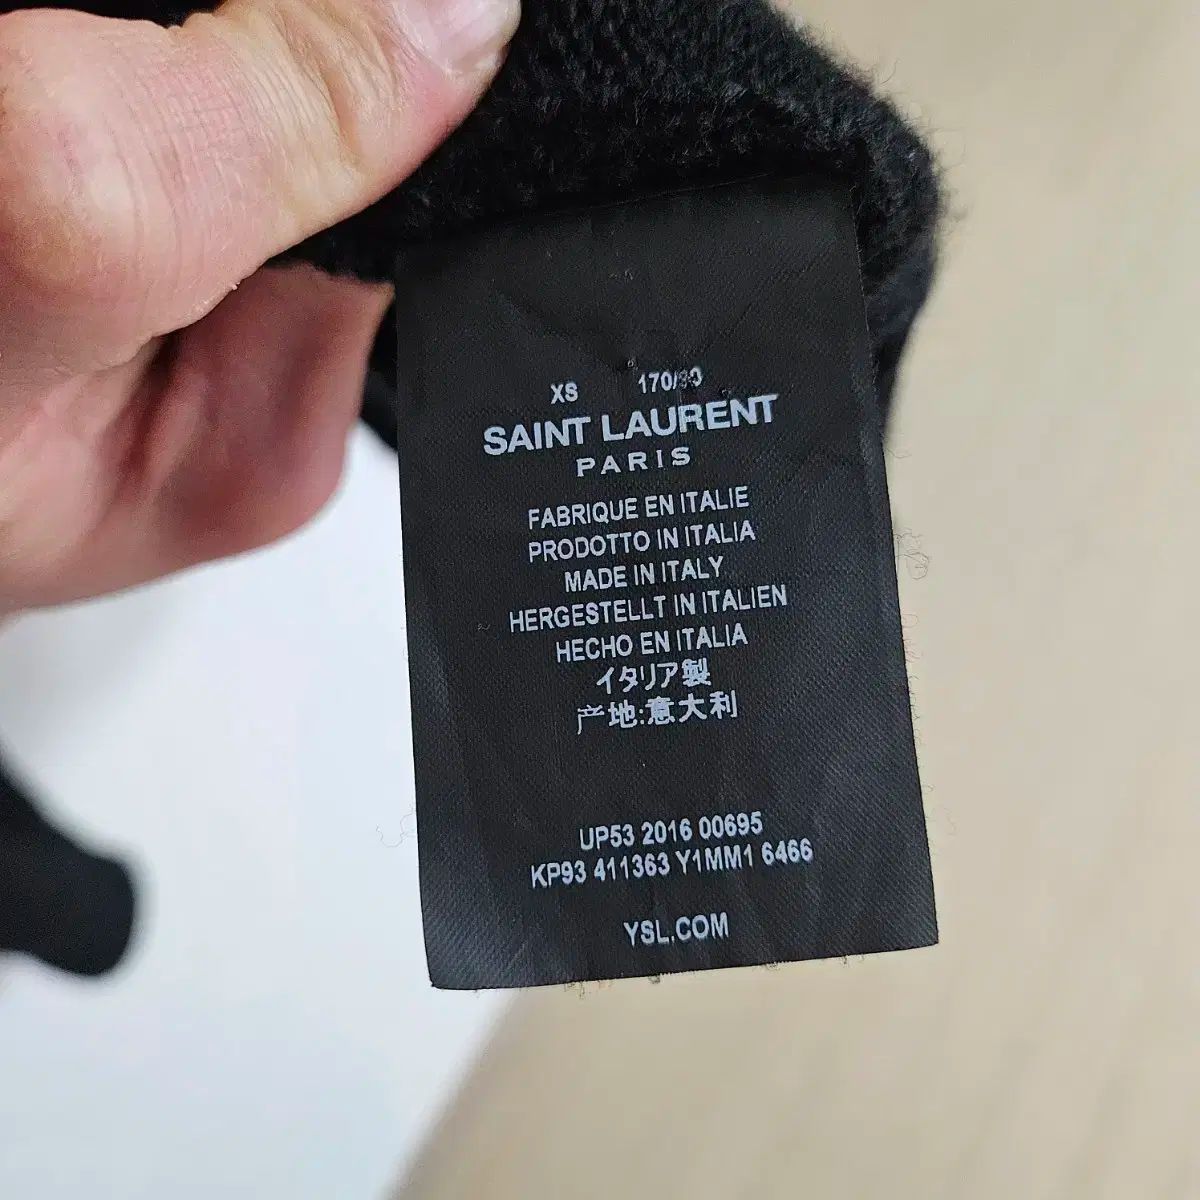 XS 170/90
SAINT LAURENT
PARIS
FABRIQUE EN ITALIE
PRODOTTO IN ITALIA
MADE IN ITALY
HERGESTELLT IN ITALIEN
HECHO EN ITALIA
イタリア製
产地:意大利
UP53 2016 00695
KP93 411363 Y1MM1 6466
YSL.COM